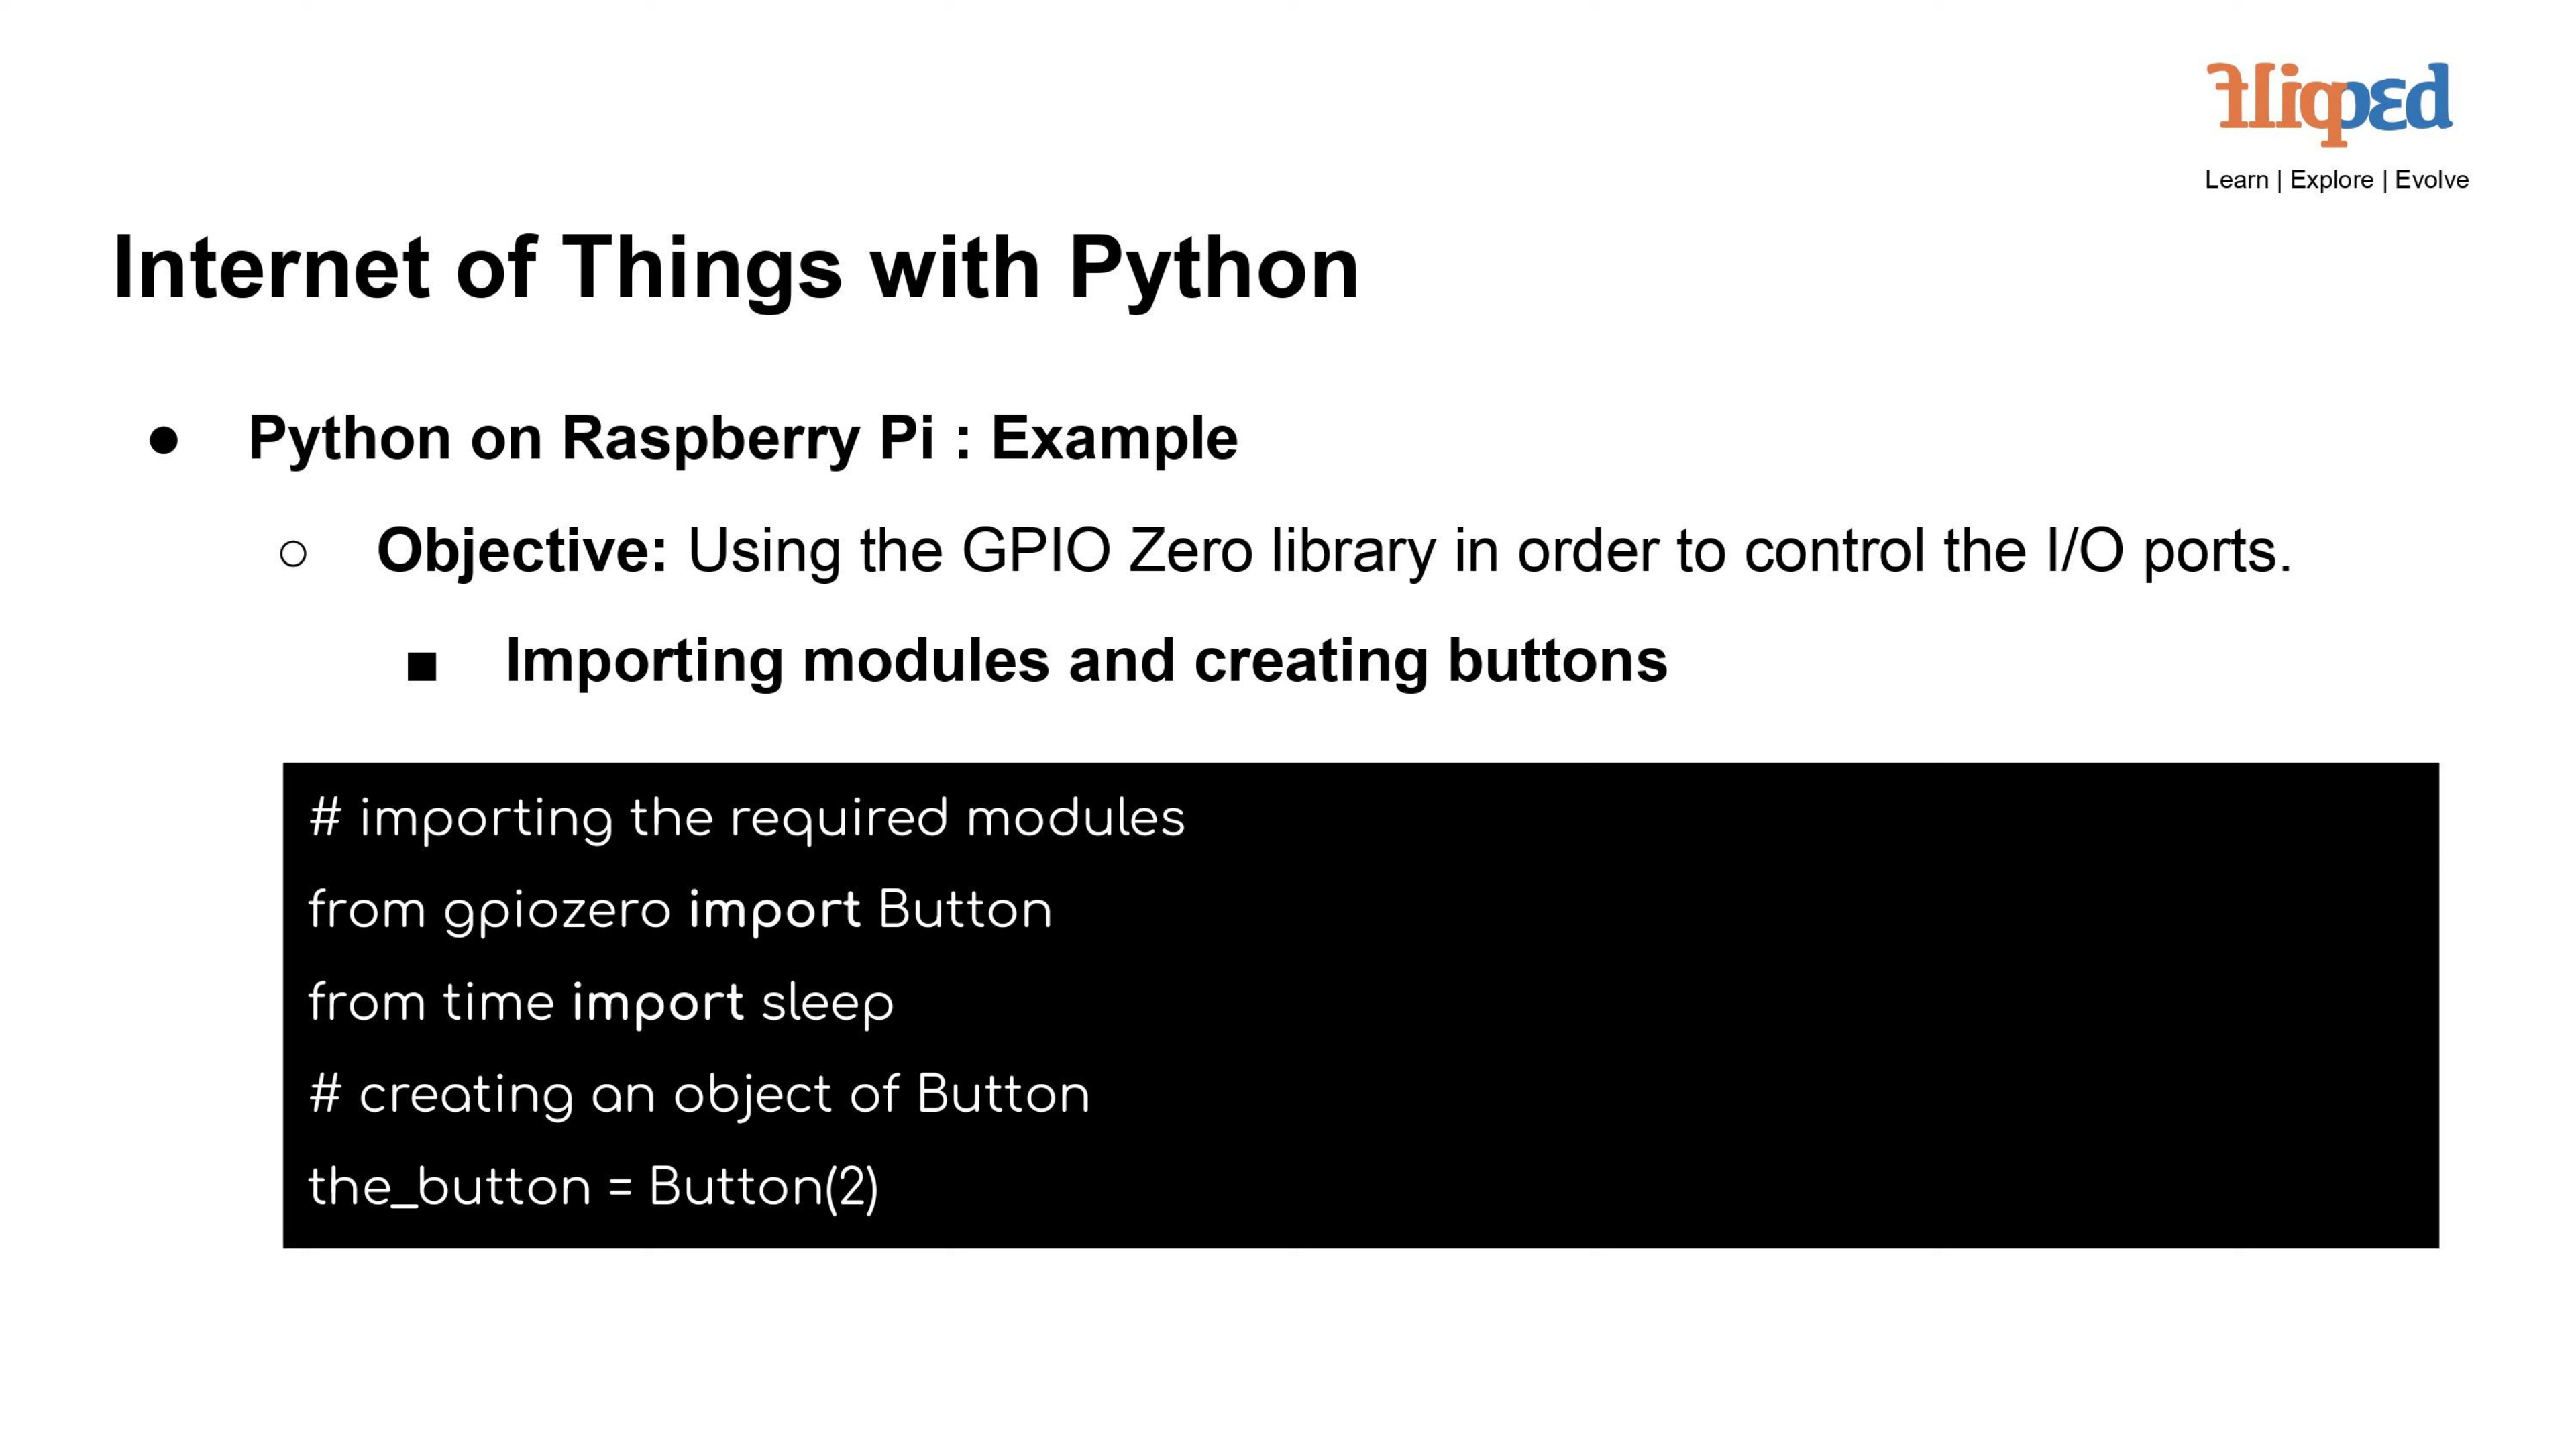 flipped
Learn | Explore | Evolve
Internet of Things with Python
● Python on Raspberry Pi : Example
○ Objective: Using the GPIO Zero library in order to control the I/O ports.
■ Importing modules and creating buttons
# importing the required modules
from gpiozero import Button
from time import sleep
# creating an object of Button
the_button = Button(2)